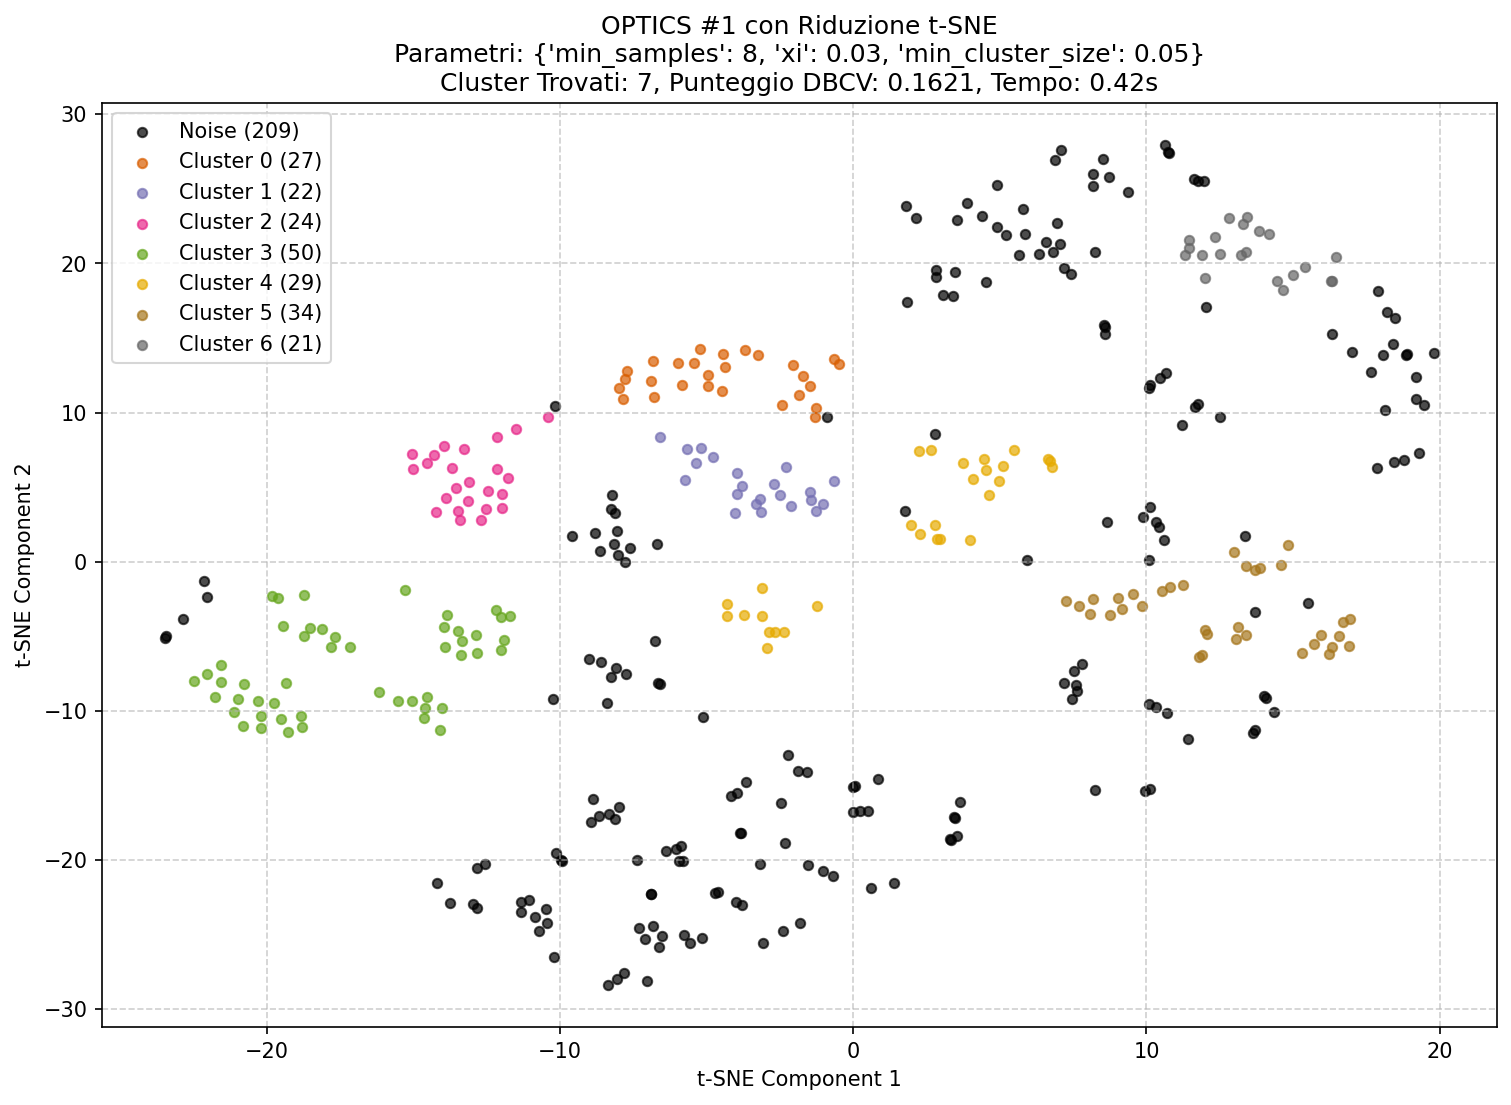 OPTICS #1 con Riduzione t-SNE
Parametri: {'min_samples': 8, 'xi': 0.03, 'min_cluster_size': 0.05}
Cluster Trovati: 7, Punteggio DBCV: 0.1621, Tempo: 0.42s
Noise (209)
Cluster 0 (27)
Cluster 1 (22)
Cluster 2 (24)
Cluster 3 (50)
Cluster 4 (29)
Cluster 5 (34)
Cluster 6 (21)
30
20
10
0
−10
−20
−30
t-SNE Component 2
−20
−10
0
10
20
t-SNE Component 1